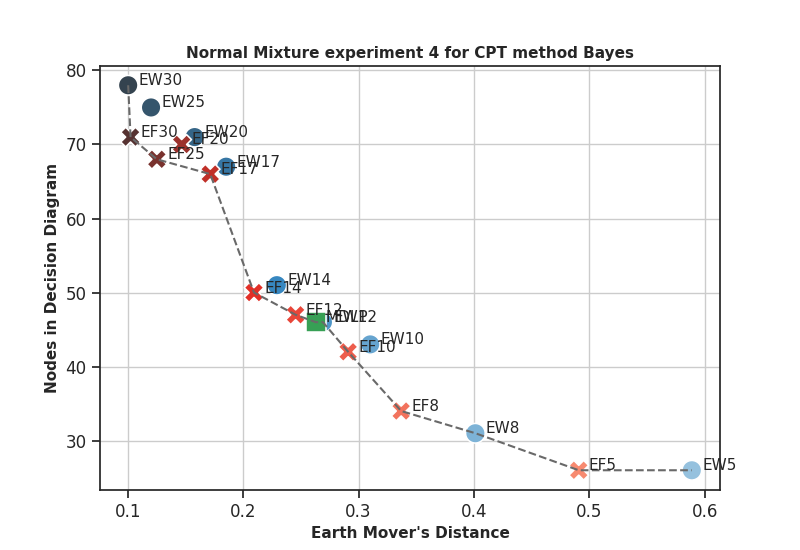 Normal Mixture experiment 4 for CPT method Bayes
Nodes in Decision Diagram
80
70
60
50
40
30
EW30
EW25
EF30
EW20
EF20
EF25
EW17
EF17
EW14
EF14
EF12
MDLP
EW12
EW10
EF10
EF8
EW8
EF5
EW5
0.1 0.2 0.3 0.4 0.5 0.6
Earth Mover's Distance